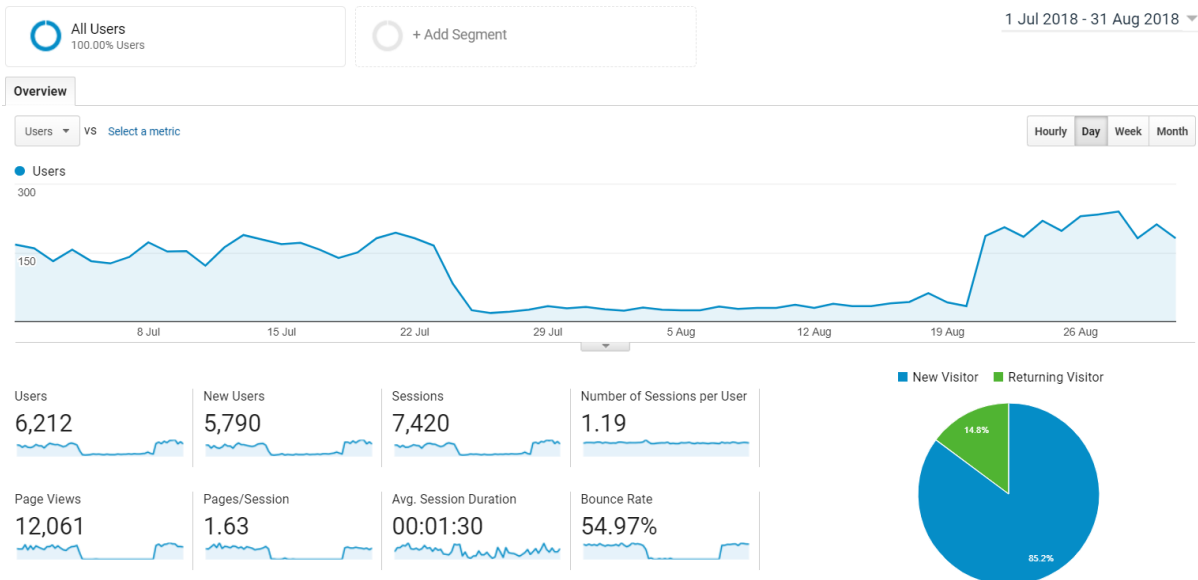 All Users
100.00% Users
+ Add Segment
1 Jul 2018 - 31 Aug 2018
Overview
Users
VS
Select a metric
Hourly
Day
Week
Month
Users
300
150
8 Jul
15 Jul
22 Jul
29 Jul
5 Aug
12 Aug
19 Aug
26 Aug
Users
6,212
New Users
5,790
Sessions
7,420
Number of Sessions per User
1.19
Page Views
12,061
Pages/Session
1.63
Avg. Session Duration
00:01:30
Bounce Rate
54.97%
New Visitor
Returning Visitor
14.8%
85.2%